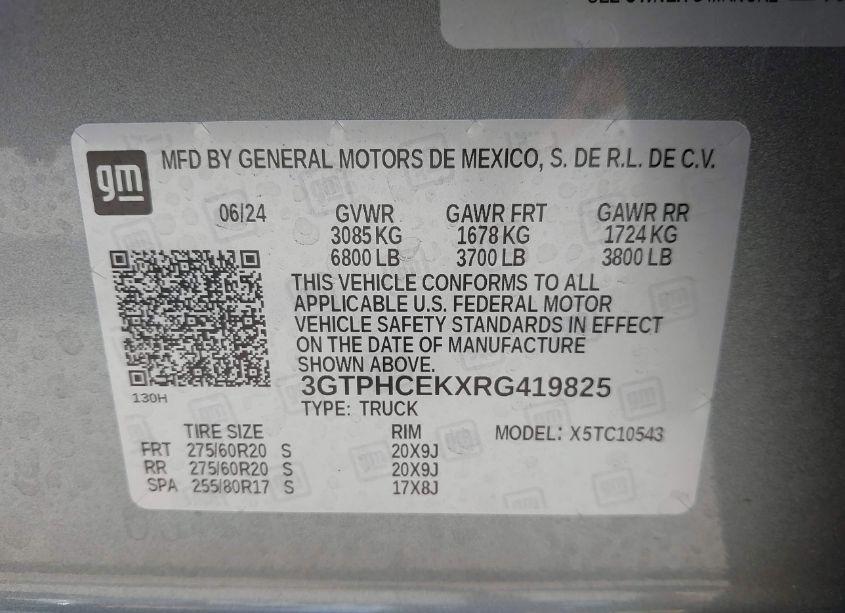 gm
MFD BY GENERAL MOTORS DE MEXICO, S. DE R.L. DE C.V.
06/24 GVWR GAWR FRT GAWR RR
3085 KG 1678 KG 1724 KG
6800 LB 3700 LB 3800 LB
THIS VEHICLE CONFORMS TO ALL
APPLICABLE U.S. FEDERAL MOTOR
VEHICLE SAFETY STANDARDS IN EFFECT
ON THE DATE OF MANUFACTURE
SHOWN ABOVE.
130H
3GTPHCEKXRG419825
TYPE: TRUCK
TIRE SIZE RIM MODEL: X5TC10543
FRT 275/60R20 S 20X9J
RR 275/60R20 S 20X9J
SPA 255/80R17 S 17X8J